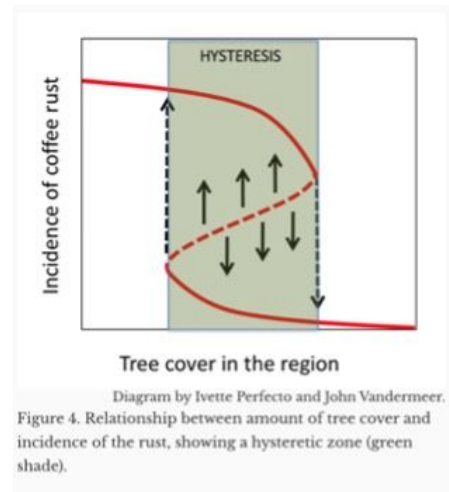 HYSTERESIS
Incidence of coffee rust
Tree cover in the region
Diagram by Ivette Perfecto and John Vandermeer.
Figure 4. Relationship between amount of tree cover and
incidence of the rust, showing a hysteretic zone (green
shade).